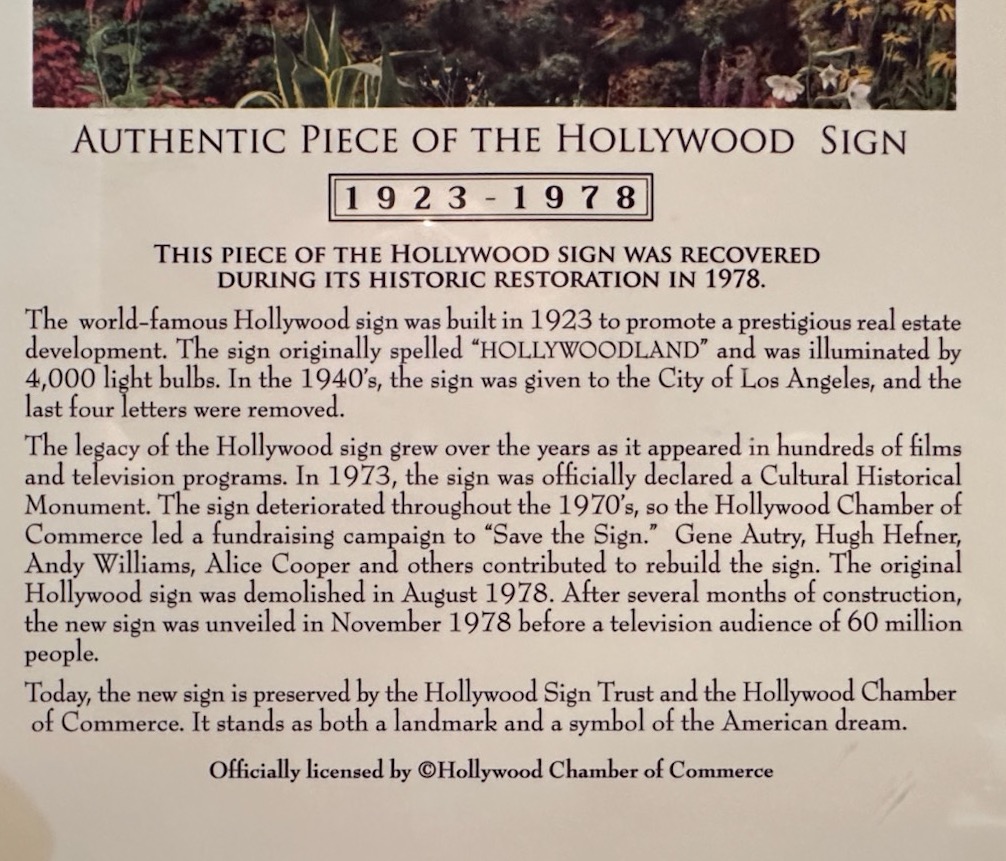 AUTHENTIC PIECE OF THE HOLLYWOOD SIGN
1923-1978
THIS PIECE OF THE HOLLYWOOD SIGN WAS RECOVERED
DURING ITS HISTORIC RESTORATION IN 1978.
The world-famous Hollywood sign was built in 1923 to promote a prestigious real estate
development. The sign originally spelled “HOLLYWOODLAND” and was illuminated by
4,000 light bulbs. In the 1940’s, the sign was given to the City of Los Angeles, and the
last four letters were removed.
The legacy of the Hollywood sign grew over the years as it appeared in hundreds of films
and television programs. In 1973, the sign was officially declared a Cultural Historical
Monument. The sign deteriorated throughout the 1970’s, so the Hollywood Chamber of
Commerce led a fundraising campaign to “Save the Sign.” Gene Autry, Hugh Hefner,
Andy Williams, Alice Cooper and others contributed to rebuild the sign. The original
Hollywood sign was demolished in August 1978. After several months of construction,
the new sign was unveiled in November 1978 before a television audience of 60 million
people.
Today, the new sign is preserved by the Hollywood Sign Trust and the Hollywood Chamber
of Commerce. It stands as both a landmark and a symbol of the American dream.
Officially licensed by ©Hollywood Chamber of Commerce